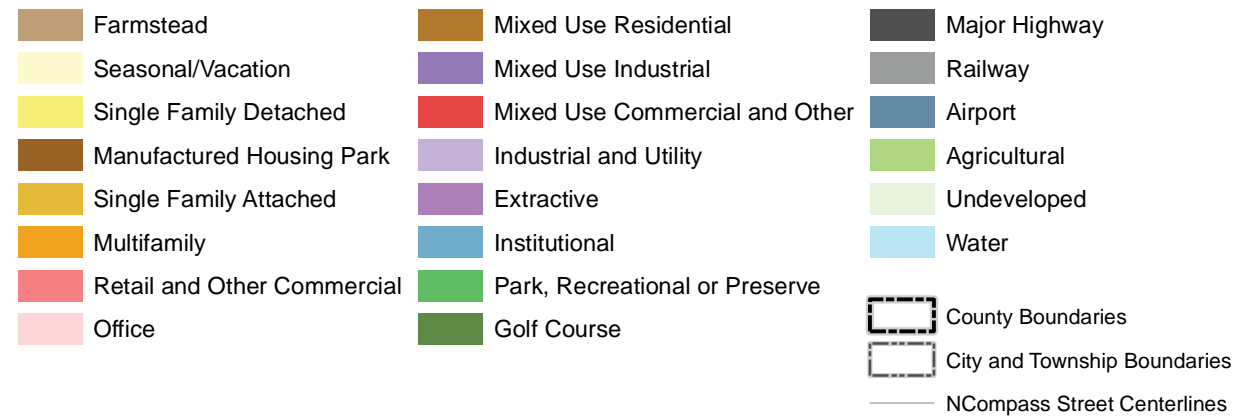 Farmstead
Seasonal/Vacation
Single Family Detached
Manufactured Housing Park
Single Family Attached
Multifamily
Retail and Other Commercial
Office
Mixed Use Residential
Mixed Use Industrial
Mixed Use Commercial and Other
Industrial and Utility
Extractive
Institutional
Park, Recreational or Preserve
Golf Course
Major Highway
Railway
Airport
Agricultural
Undeveloped
Water
County Boundaries
City and Township Boundaries
NCompass Street Centerlines